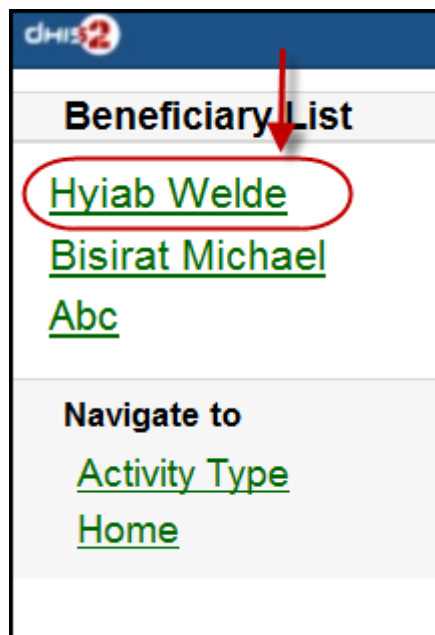 dHIS2
Beneficiary List
Hyiab Welde
Bisirat Michael
Abc
Navigate to
Activity Type
Home